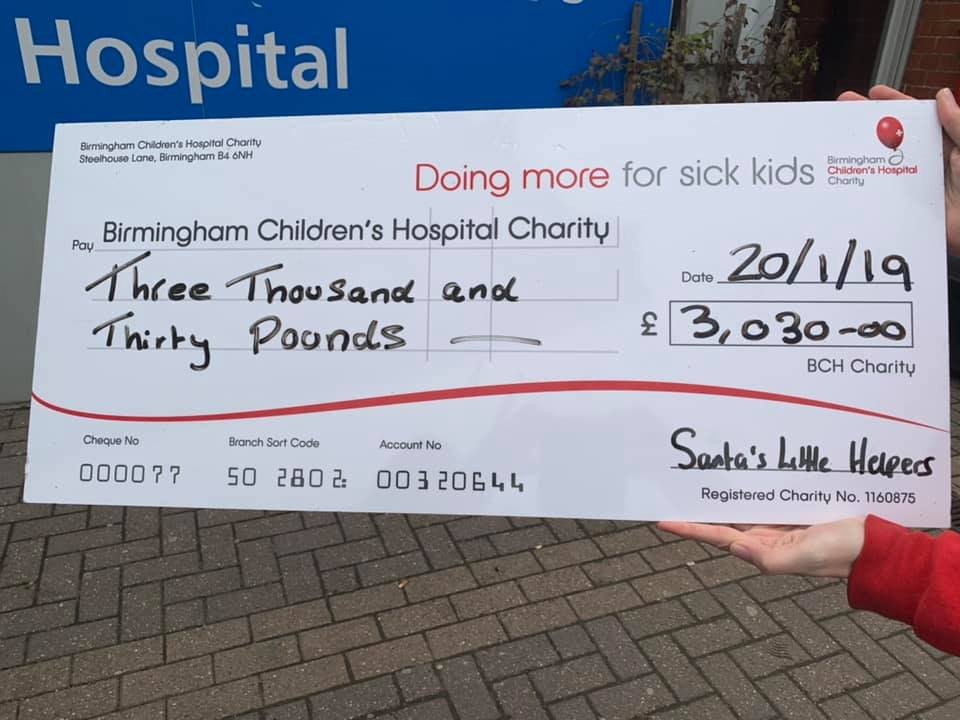 Hospital
Birmingham Children's Hospital Charity
Steelhouse Lane, Birmingham B4 6NH
Doing more for sick kids
Birmingham
Children's Hospital
Charity
Pay Birmingham Children's Hospital Charity
Three Thousand and
Thirty Pounds
Date 20/1/19
£ 3,030-00
BCH Charity
Cheque No Branch Sort Code Account No
000077 50 2802: 00320644
Santa's Little Helpers
Registered Charity No. 1160875